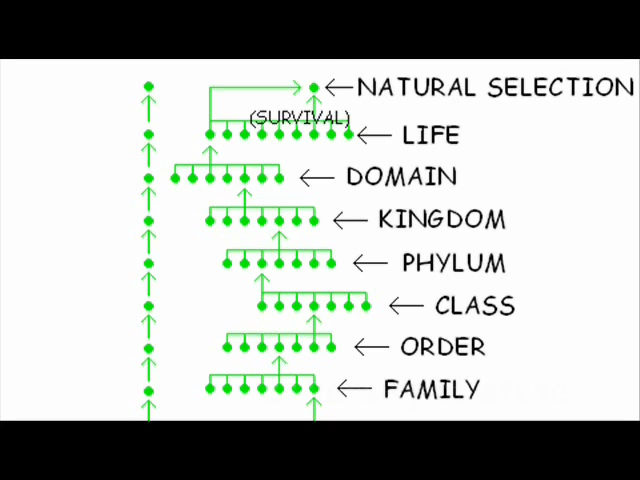 NATURAL SELECTION
(SURVIVAL)
LIFE
DOMAIN
KINGDOM
PHYLUM
CLASS
ORDER
FAMILY